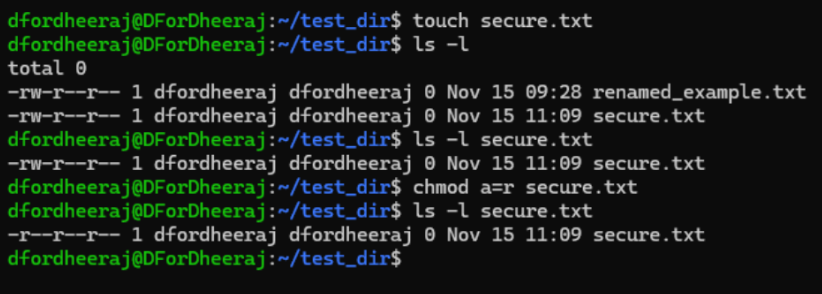 dfordheeraj@DForDheeraj:~/test_dir$ touch secure.txt
dfordheeraj@DForDheeraj:~/test_dir$ ls -l
total 0
-rw-r--r-- 1 dfordheeraj dfordheeraj 0 Nov 15 09:28 renamed_example.txt
-rw-r--r-- 1 dfordheeraj dfordheeraj 0 Nov 15 11:09 secure.txt
dfordheeraj@DForDheeraj:~/test_dir$ ls -l secure.txt
-rw-r--r-- 1 dfordheeraj dfordheeraj 0 Nov 15 11:09 secure.txt
dfordheeraj@DForDheeraj:~/test_dir$ chmod a=r secure.txt
dfordheeraj@DForDheeraj:~/test_dir$ ls -l secure.txt
-r--r--r-- 1 dfordheeraj dfordheeraj 0 Nov 15 11:09 secure.txt
dfordheeraj@DForDheeraj:~/test_dir$